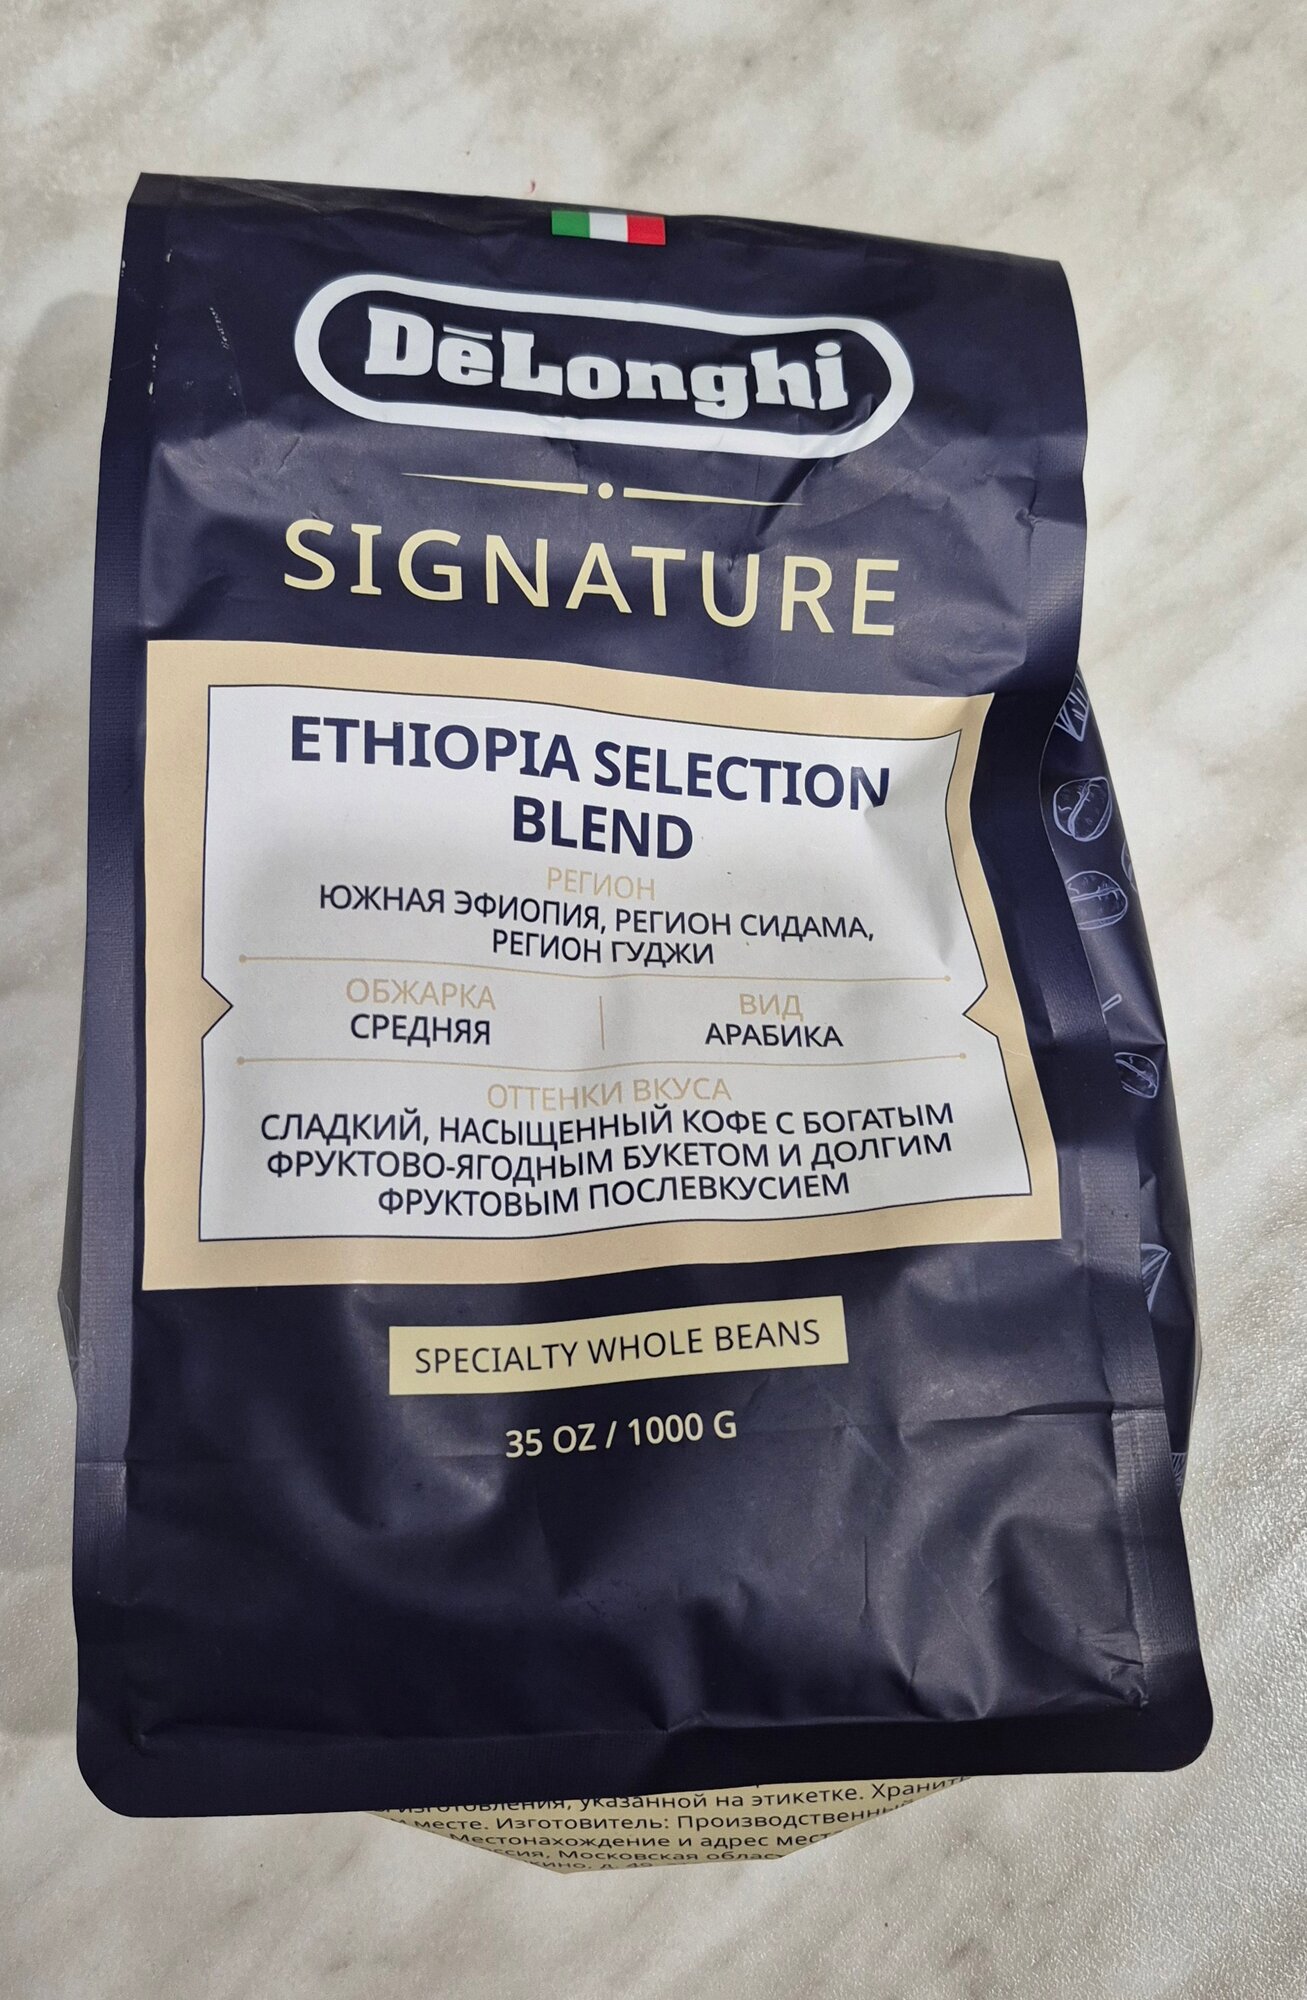 DēLonghi
SIGNATURE
ETHIOPIA SELECTION
BLEND
РЕГИОН
ЮЖНАЯ ЭФИОПИЯ, РЕГИОН СИДАМА,
РЕГИОН ГУДЖИ
ОБЖАРКА
СРЕДНЯЯ
ВИД
АРАБИКА
ОТТЕНКИ ВКУСА
СЛАДКИЙ, НАСЫЩЕННЫЙ КОФЕ С БОГАТЫМ
ФРУКТОВО-ЯГОДНЫМ БУКЕТОМ И ДОЛГИМ
ФРУКТОВЫМ ПОСЛЕВКУСИЕМ
SPECIALTY WHOLE BEANS
35 OZ / 1000 G
изготовления, указанной на этикетке. Хранить
месте. Изготовитель: Производственный
Местонахождение и адрес мест
Московская област